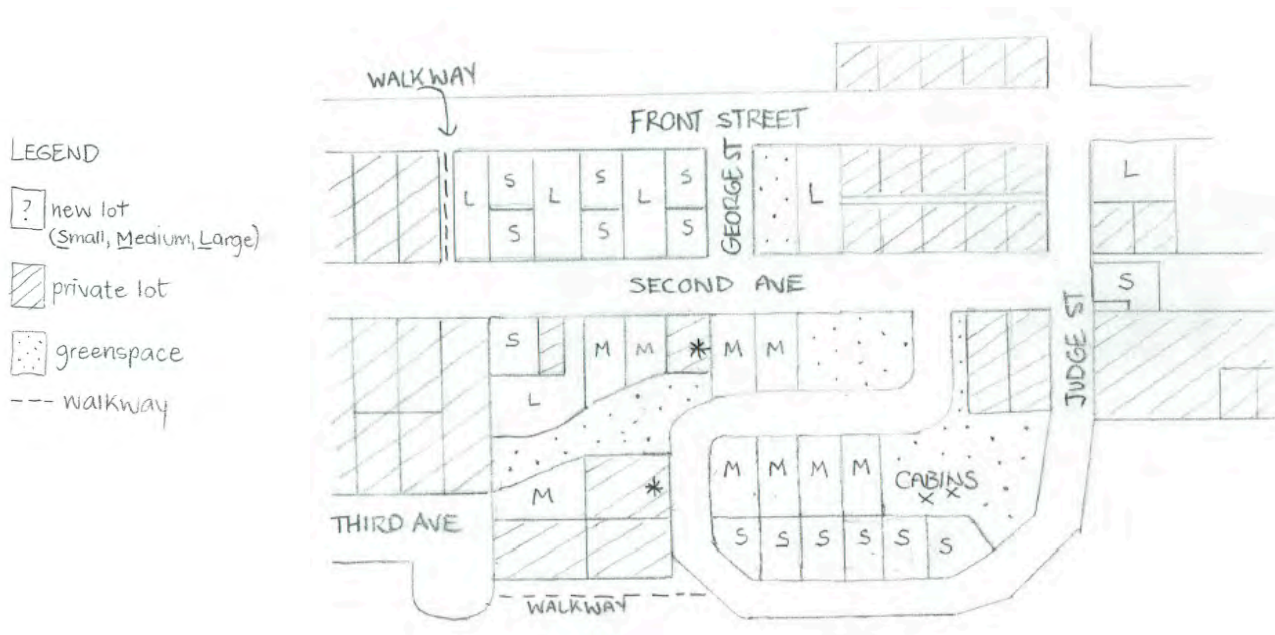 WALKWAY
FRONT STREET
LEGEND
? new lot
(Small, Medium, Large)
private lot
greenspace
walkway
GEORGE ST
L S L S L S
S S S
L
L
SECOND AVE
S
JUDGE ST
S M M * M M
L
M * M M M M
CABINS
x x
THIRD AVE
S S S S S S
WALKWAY